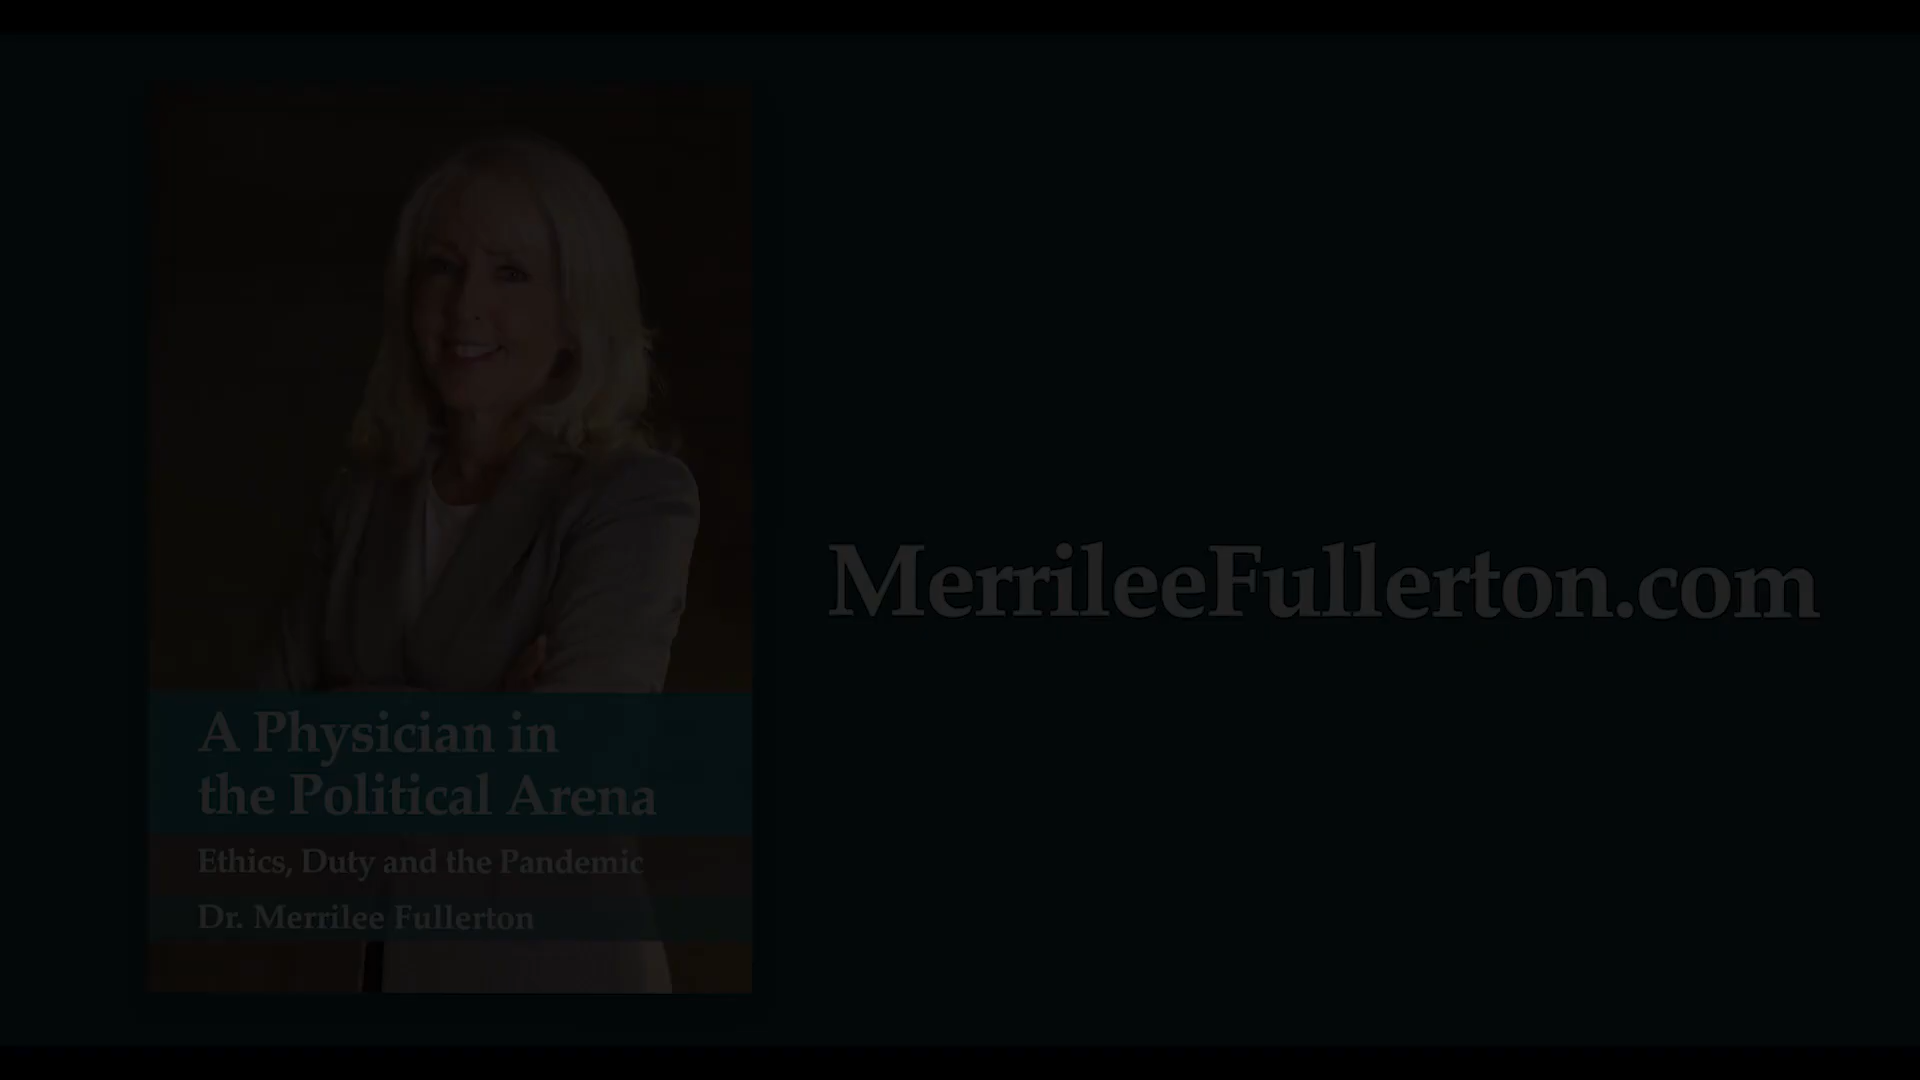 A Physician in
the Political Arena
Ethics, Duty and the Pandemic
Dr. Merrilee Fullerton
MerrileeFullerton.com